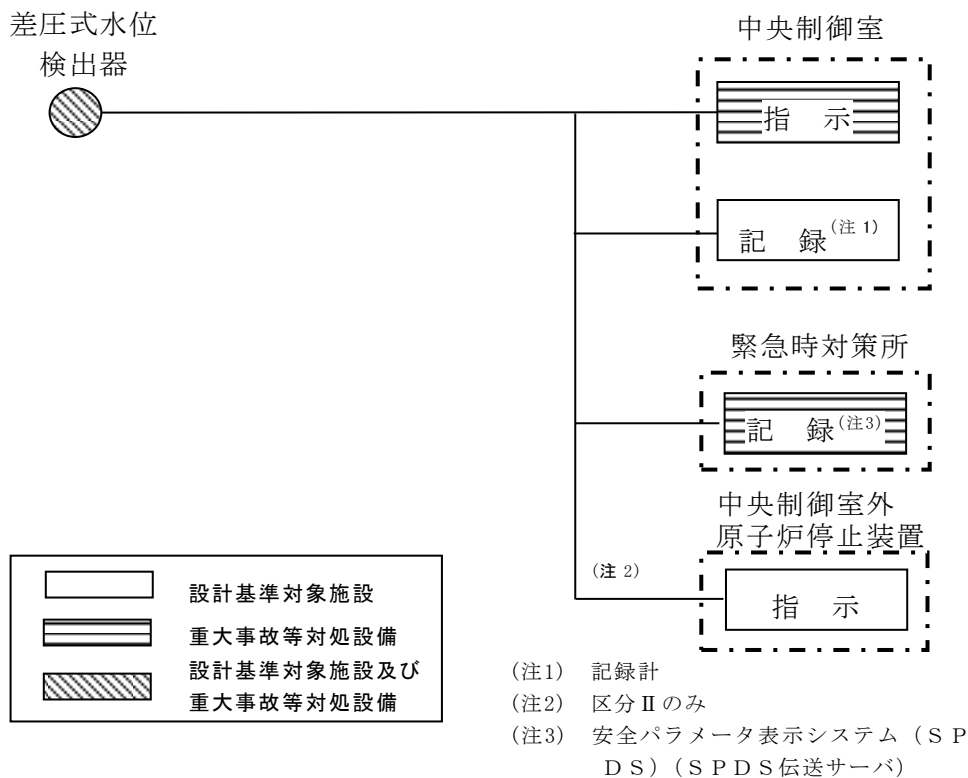 差圧式水位
検出器
中央制御室
指 示
記 録(注 1)
緊急時対策所
記 録(注3)
中央制御室外
原子炉停止装置
(注 2)
指 示
設計基準対象施設
重大事故等対処設備
設計基準対象施設及び
重大事故等対処設備
(注1) 記録計
(注2) 区分Ⅱのみ
(注3) 安全パラメータ表示システム（ＳＰ
ＤＳ）（ＳＰＤＳ伝送サーバ）